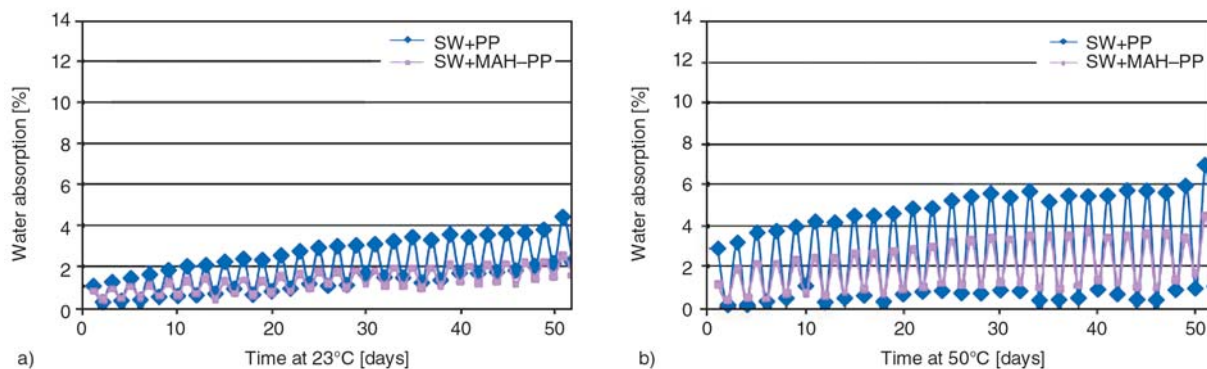 14
12
10
8
6
4
2
0
Water absorption [%]
SW+PP
SW+MAH–PP
0 10 20 30 40 50
Time at 23°C [days]
a)
14
12
10
8
6
4
2
0
Water absorption [%]
SW+PP
SW+MAH–PP
0 10 20 30 40 50
Time at 50°C [days]
b)